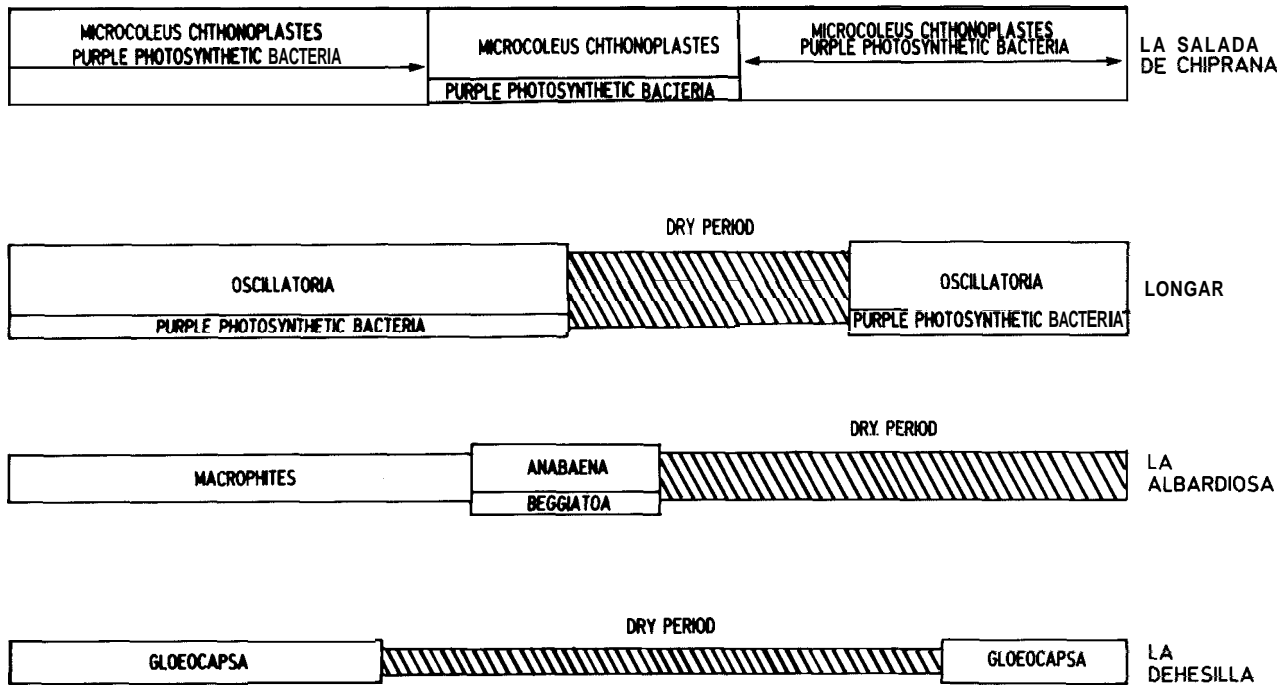 MICROCOLEUS CHTHONOPLASTES
PURPLE PHOTOSYNTHETIC BACTERIA
MICROCOLEUS CHTHONOPLASTES
PURPLE PHOTOSYNTHETIC BACTERIA
MICROCOLEUS CHTHONOPLASTES
PURPLE PHOTOSYNTHETIC BACTERIA
LA SALADA
DE CHIPRANA
OSCILLATORIA
PURPLE PHOTOSYNTHETIC BACTERIA
DRY PERIOD
OSCILLATORIA
PURPLE PHOTOSYNTHETIC BACTERIA
LONGAR
MACROPHITES
ANABAENA
BEGGIATOA
DRY. PERIOD
LA
ALBARDIOSA
GLOEOCAPSA
DRY PERIOD
GLOEOCAPSA
LA
DEHESILLA